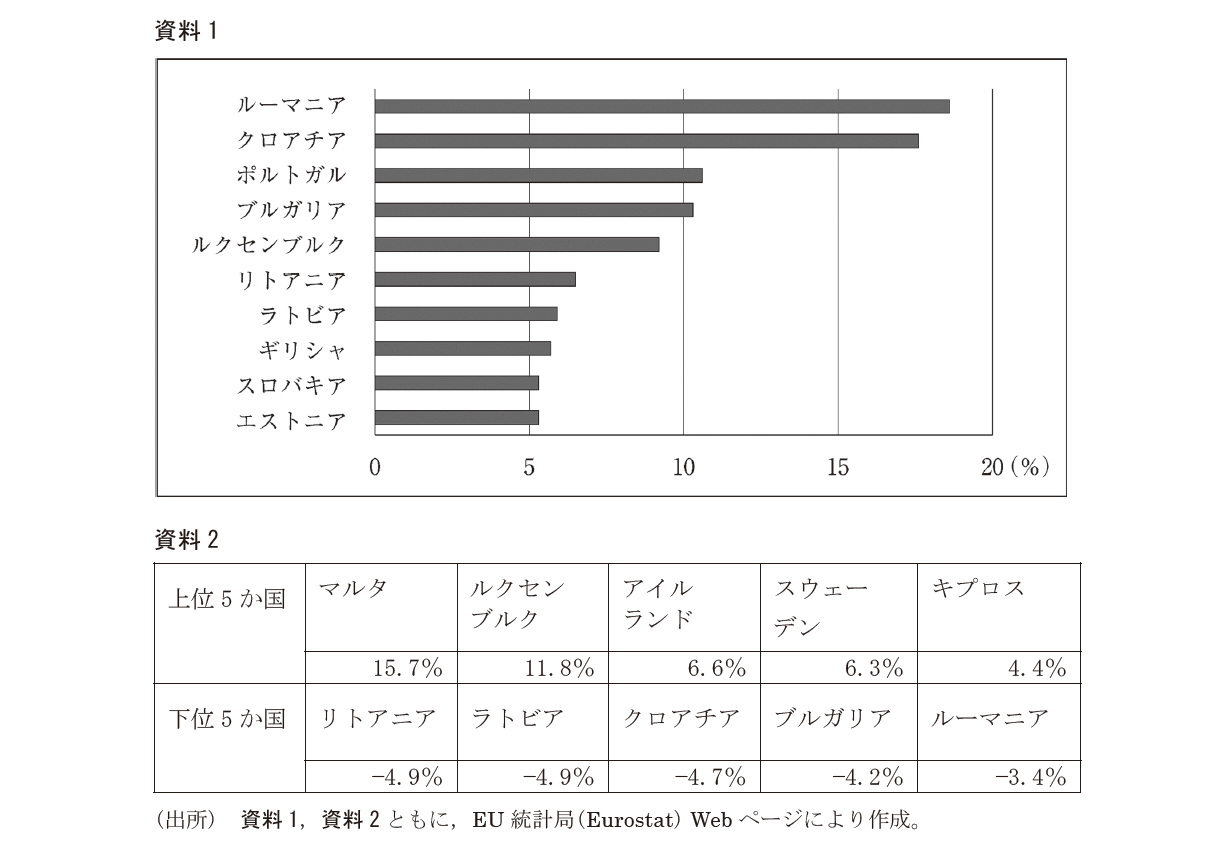 資料1
ルーマニア
クロアチア
ポルトガル
ブルガリア
ルクセンブルク
リトアニア
ラトビア
ギリシャ
スロバキア
エストニア
0 5 10 15 20(%)
資料2
上位5か国 マルタ ルクセン アイル スウェー キプロス
ブルク ランド デン
15.7% 11.8% 6.6% 6.3% 4.4%
下位5か国 リトアニア ラトビア クロアチア ブルガリア ルーマニア
−4.9% −4.9% −4.7% −4.2% −3.4%
(出所) 資料1,資料2ともに,EU統計局(Eurostat)Webページにより作成。